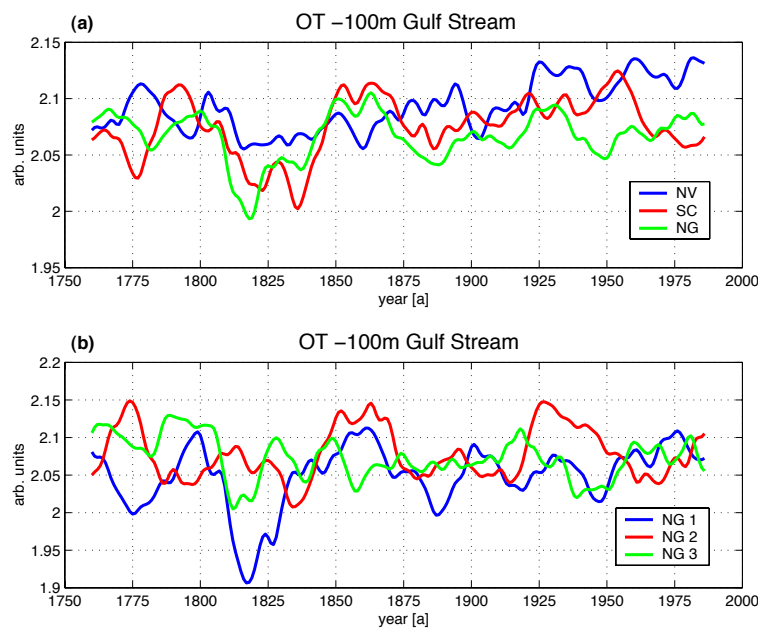 (a)
OT −100m Gulf Stream
2.15
2.1
2.05
2
1.95
arb. units
NV
SC
NG
1750 1775 1800 1825 1850 1875 1900 1925 1950 1975 2000
year [a]
(b)
OT −100m Gulf Stream
2.2
2.15
2.1
2.05
2
1.95
1.9
arb. units
NG 1
NG 2
NG 3
1750 1775 1800 1825 1850 1875 1900 1925 1950 1975 2000
year [a]